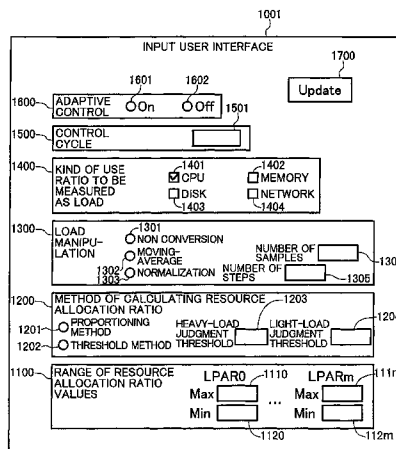 1001
INPUT USER INTERFACE
1700
Update
1601 1602
1600 ADAPTIVE CONTROL On Off
1501
1500 CONTROL CYCLE
1400 KIND OF USE RATIO TO BE MEASURED AS LOAD
1401 CPU 1402 MEMORY
DISK 1403 NETWORK 1404
1300 LOAD MANIPU-LATION
1301 NON CONVERSION
1302 MOVING-AVERAGE
1303 NORMALIZATION
NUMBER OF SAMPLES
NUMBER OF STEPS 1305
1200 METHOD OF CALCULATING RESOURCE ALLOCATION RATIO
1203
1201 PROPORTIONING METHOD
1202 THRESHOLD METHOD
HEAVY-LOAD JUDGMENT THRESHOLD
LIGHT-LOAD JUDGMENT THRESHOLD
1100 RANGE OF RESOURCE ALLOCATION RATIO VALUES
LPAR0 1110 LPARm
Max ... Max
Min Min
1120 112m